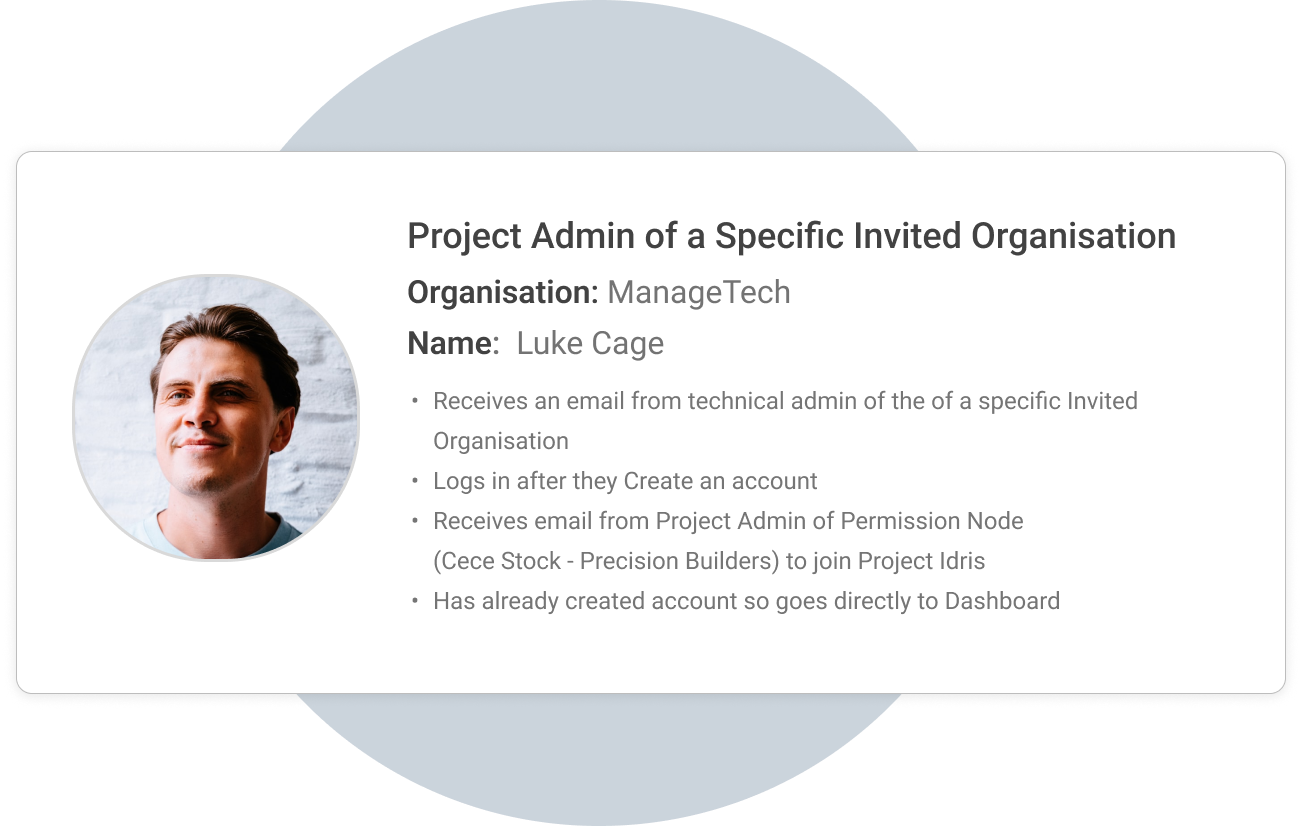 Project Admin of a Specific Invited Organisation
Organisation: ManageTech
Name: Luke Cage
• Receives an email from technical admin of the of a specific Invited
Organisation
• Logs in after they Create an account
• Receives email from Project Admin of Permission Node
(Cece Stock - Precision Builders) to join Project Idris
• Has already created account so goes directly to Dashboard